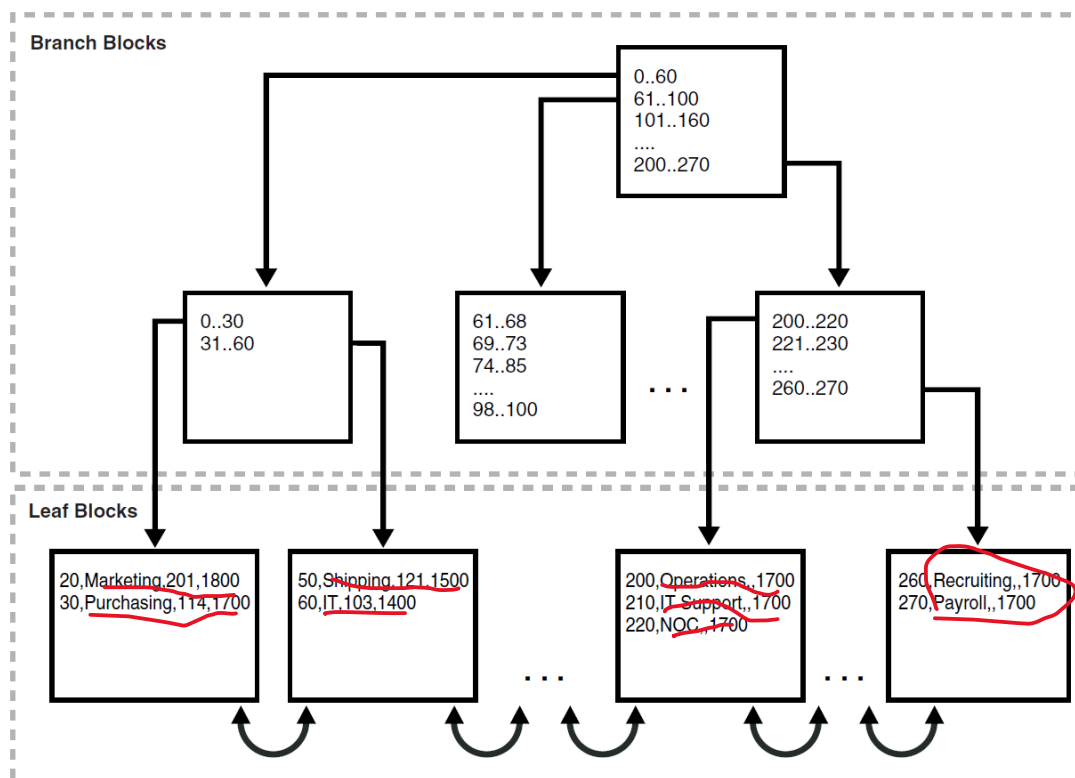 Branch Blocks
0..60
61..100
101..160
....
200..270
0..30
31..60
61..68
69..73
74..85
....
98..100
...
200..220
221..230
....
260..270
Leaf Blocks
20,Marketing,201,1800
30,Purchasing,114,1700
50,Shipping,121,1500
60,IT,103,1400
...
200,Operations,,1700
210,IT Support,,1700
220,NOC,,1700
...
260,Recruiting,,1700
270,Payroll,,1700